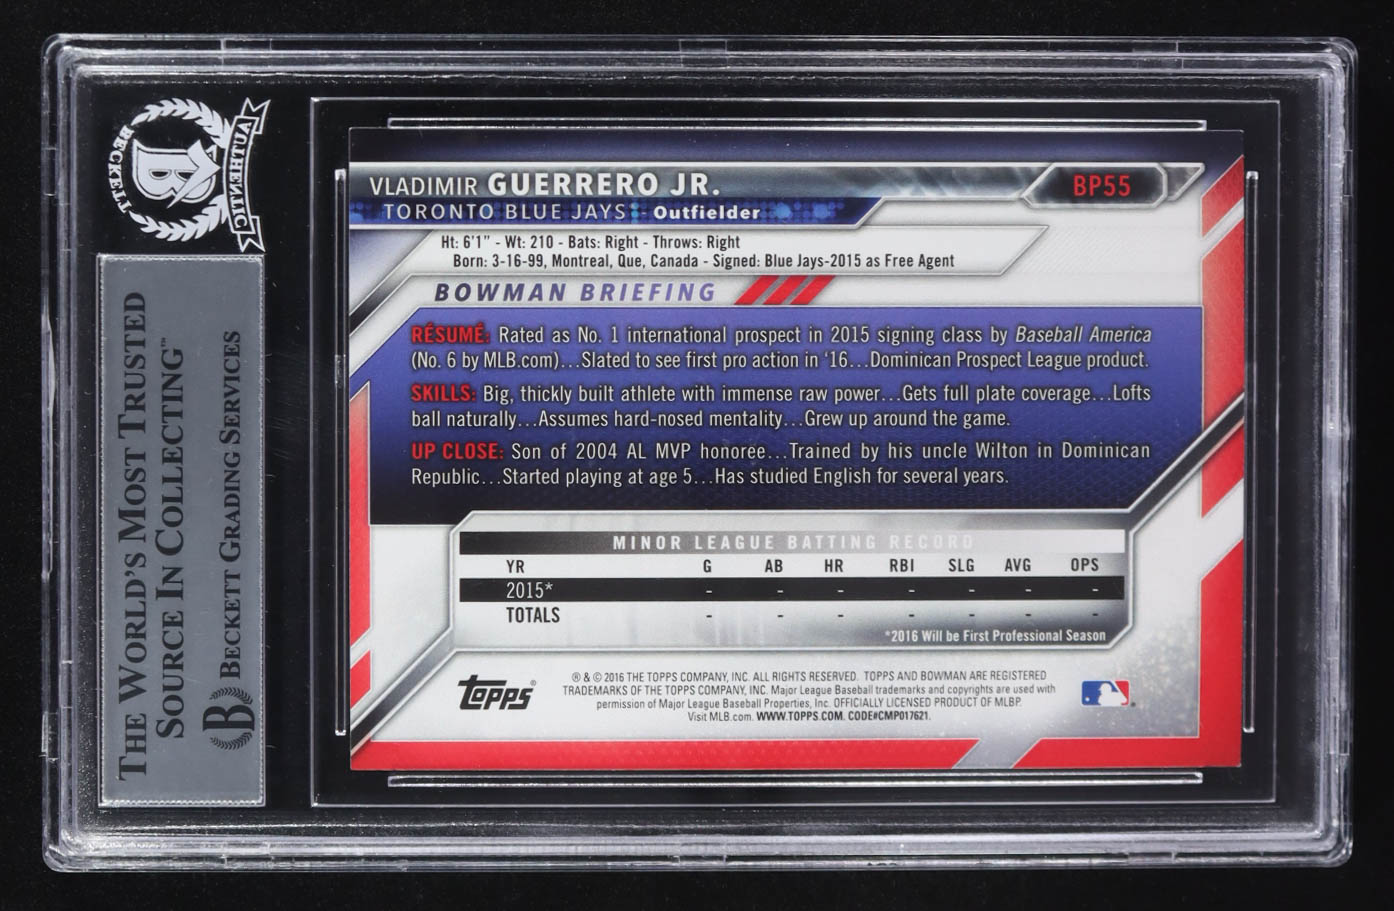 BECKETT
AUTHENTIC
THE WORLD'S MOST TRUSTED
SOURCE IN COLLECTING™
BECKETT GRADING SERVICES
VLADIMIR GUERRERO JR.
BP55
TORONTO BLUE JAYS - Outfielder
Ht: 6'1" - Wt: 210 - Bats: Right - Throws: Right
Born: 3-16-99, Montreal, Que, Canada - Signed: Blue Jays-2015 as Free Agent
BOWMAN BRIEFING
RÉSUMÉ: Rated as No. 1 international prospect in 2015 signing class by Baseball America
(No. 6 by MLB.com)...Slated to see first pro action in '16...Dominican Prospect League product.
SKILLS: Big, thickly built athlete with immense raw power...Gets full plate coverage...Lofts
ball naturally...Assumes hard-nosed mentality...Grew up around the game.
UP CLOSE: Son of 2004 AL MVP honoree...Trained by his uncle Wilton in Dominican
Republic...Started playing at age 5...Has studied English for several years.
MINOR LEAGUE BATTING RECORD
YR G AB HR RBI SLG AVG OPS
2015* - - - - - - -
TOTALS - - - - - - -
*2016 Will be First Professional Season
topps®
® & © 2016 THE TOPPS COMPANY, INC. ALL RIGHTS RESERVED. TOPPS AND BOWMAN ARE REGISTERED
TRADEMARKS OF THE TOPPS COMPANY, INC. Major League Baseball trademarks and copyrights are used with
permission of Major League Baseball Properties, Inc. OFFICIALLY LICENSED PRODUCT OF MLBP.
Visit MLB.com. WWW.TOPPS.COM. CODE#CMP017621.